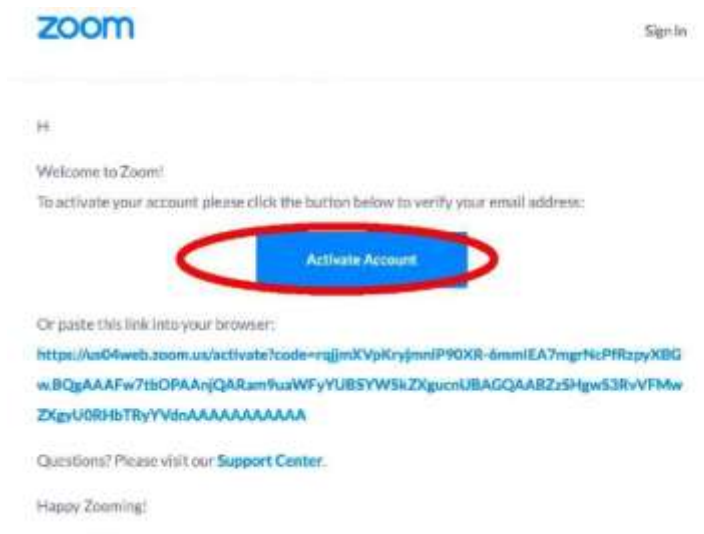 zoom
Sign In
Hi
Welcome to Zoom!
To activate your account please click the button below to verify your email address:
Activate Account
Or paste this link into your browser:
Questions? Please visit our Support Center.
Happy Zooming!